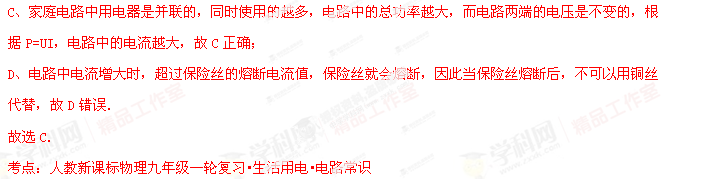 C、家庭电路中用电器是并联的，同时使用的越多，电路中的总功率越大，而电路两端的电压是不变的，根
据 P=UI，电路中的电流越大，故 C 正确；
D、电路中电流增大时，超过保险丝的熔断电流值，保险丝就会熔断，因此当保险丝熔断后，不可以用铜丝
代替，故 D 错误．
故选 C．
考点：人教新课标物理九年级一轮复习•生活用电•电路常识